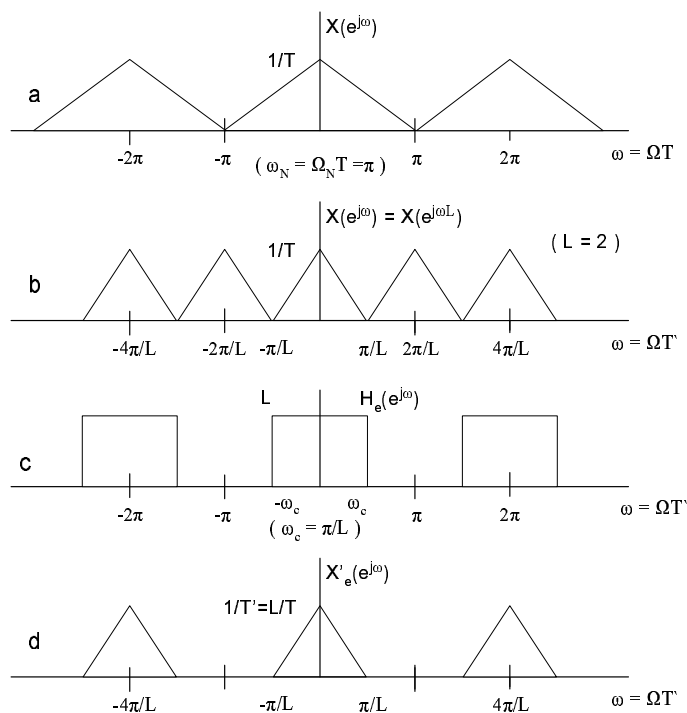 X(e^jω)
1/T
a
-2π -π π 2π ω = ΩT
( ω_N = Ω_N T =π )
X(e^jω) = X(e^jωL)
( L = 2 )
1/T
b
-4π/L -2π/L -π/L π/L 2π/L 4π/L ω = ΩT`
L H_e(e^jω)
c
-2π -π -ω_c ω_c π 2π ω = ΩT`
( ω_c = π/L )
X'_e(e^jω)
1/T'=L/T
d
-4π/L -π/L π/L 4π/L ω = ΩT`